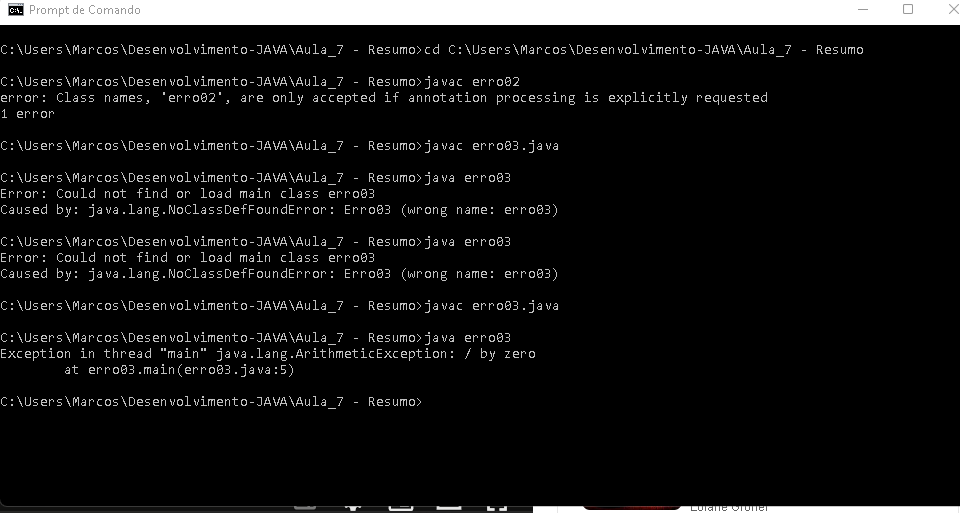 Prompt de Comando
C:\Users\Marcos\Desenvolvimento-JAVA\Aula_7 - Resumo>cd C:\Users\Marcos\Desenvolvimento-JAVA\Aula_7 - Resumo
C:\Users\Marcos\Desenvolvimento-JAVA\Aula_7 - Resumo>javac erro02
error: Class names, 'erro02', are only accepted if annotation processing is explicitly requested
1 error
C:\Users\Marcos\Desenvolvimento-JAVA\Aula_7 - Resumo>javac erro03.java
C:\Users\Marcos\Desenvolvimento-JAVA\Aula_7 - Resumo>java erro03
Error: Could not find or load main class erro03
Caused by: java.lang.NoClassDefFoundError: Erro03 (wrong name: erro03)
C:\Users\Marcos\Desenvolvimento-JAVA\Aula_7 - Resumo>java erro03
Error: Could not find or load main class erro03
Caused by: java.lang.NoClassDefFoundError: Erro03 (wrong name: erro03)
C:\Users\Marcos\Desenvolvimento-JAVA\Aula_7 - Resumo>javac erro03.java
C:\Users\Marcos\Desenvolvimento-JAVA\Aula_7 - Resumo>java erro03
Exception in thread "main" java.lang.ArithmeticException: / by zero
at erro03.main(erro03.java:5)
C:\Users\Marcos\Desenvolvimento-JAVA\Aula_7 - Resumo>